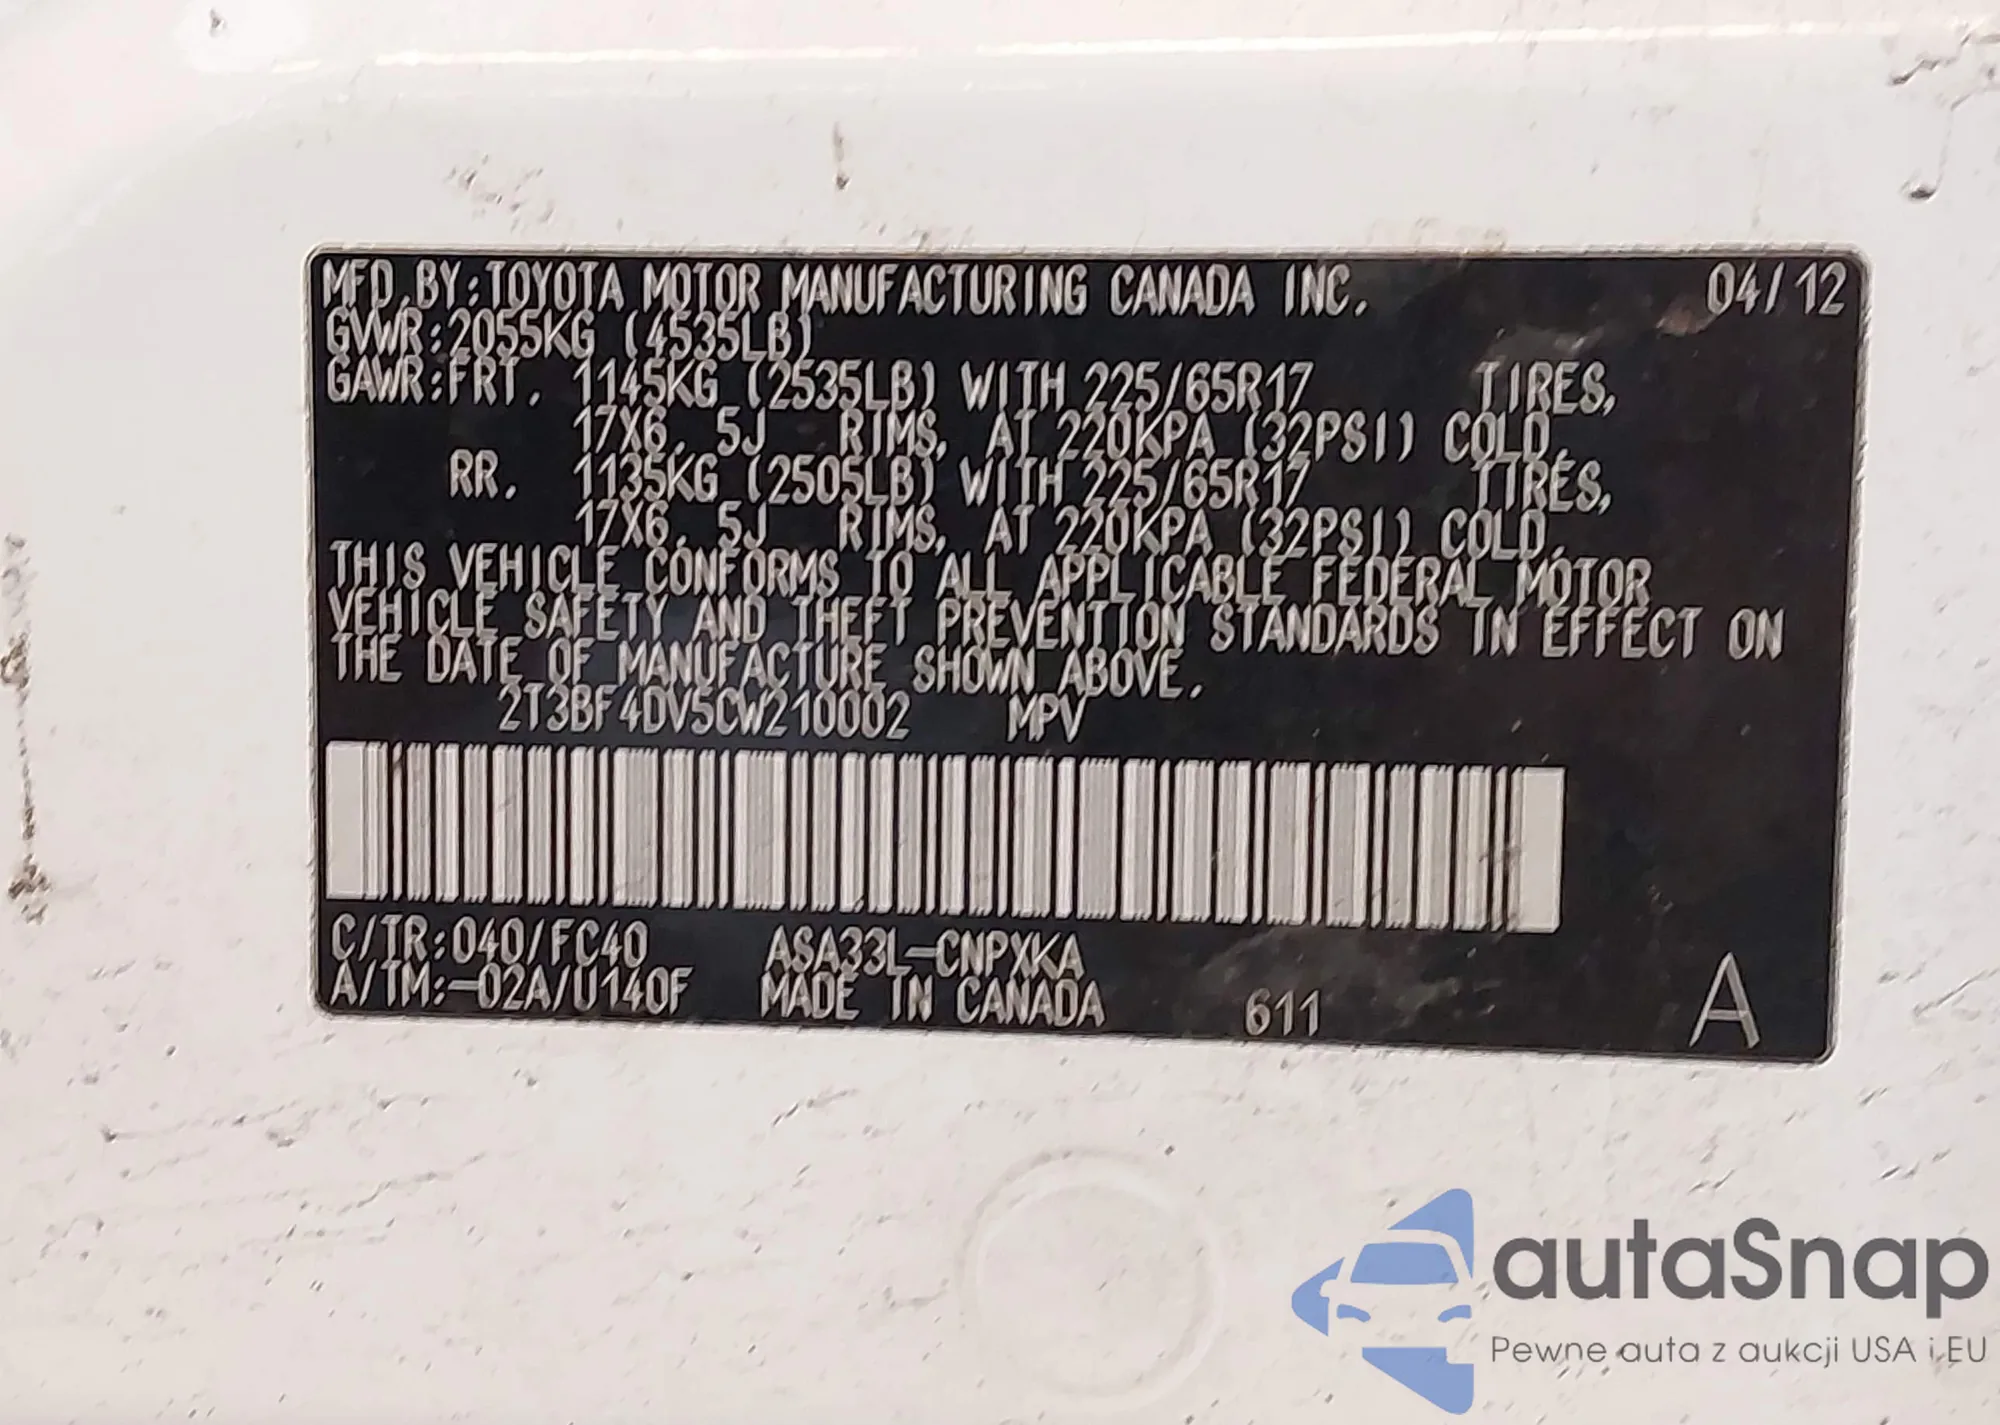 MFD.BY:TOYOTA MOTOR MANUFACTURING CANADA INC. 04/12
GVWR:2055KG (4535LB)
GAWR:FRT. 1145KG (2535LB) WITH 225/65R17 TIRES,
17X6.5J RIMS, AT 220KPA (32PSI) COLD.
RR. 1135KG (2505LB) WITH 225/65R17 TIRES,
17X6.5J RIMS, AT 220KPA (32PSI) COLD.
THIS VEHICLE CONFORMS TO ALL APPLICABLE FEDERAL MOTOR
VEHICLE SAFETY AND THEFT PREVENTION STANDARDS IN EFFECT ON
THE DATE OF MANUFACTURE SHOWN ABOVE.
2T3BF4DV5CW210002 MPV
C/TR:040/FC40 ASA33L-CNPXKA
A/TM:-02A/U140F MADE IN CANADA 611 A
autaSnap
Pewne auta z aukcji USA i EU